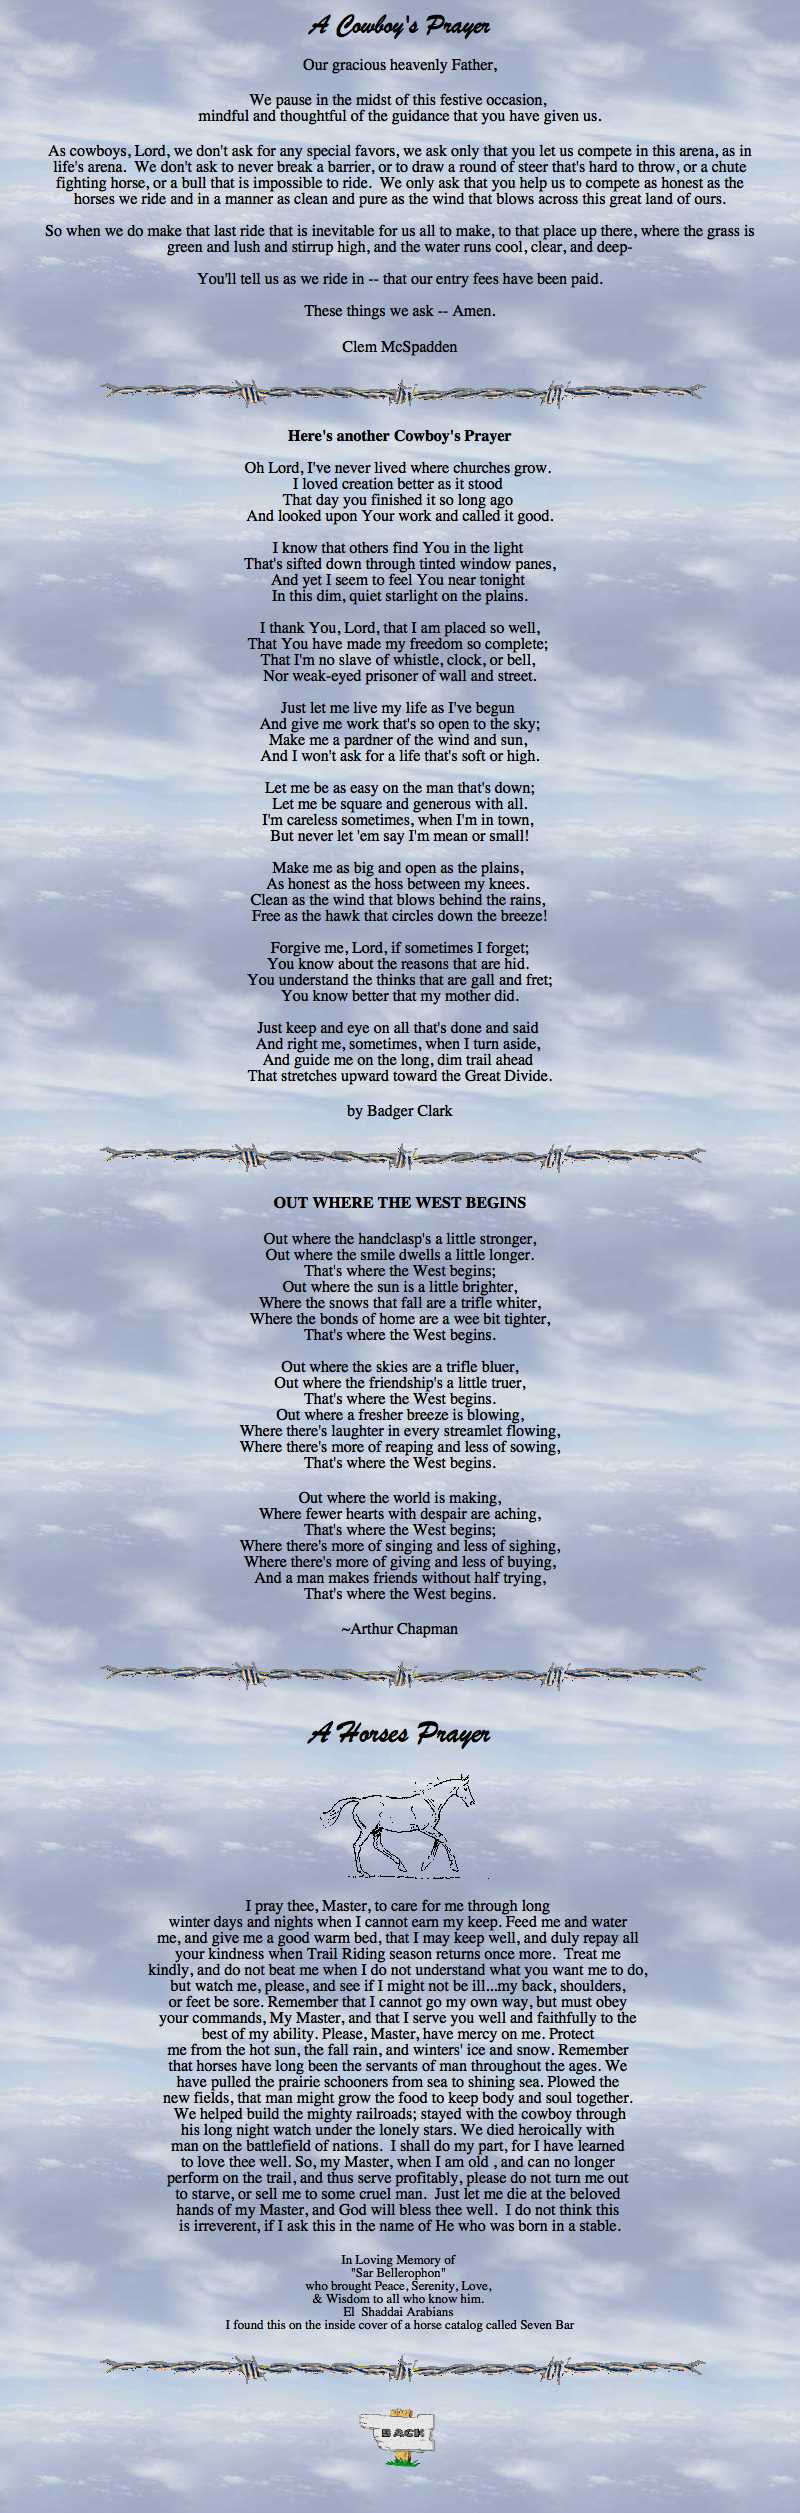 A Cowboy's Prayer
Our gracious heavenly Father,
We pause in the midst of this festive occasion,
mindful and thoughtful of the guidance that you have given us.
As cowboys, Lord, we don't ask for any special favors, we ask only that you let us compete in this arena, as in
life's arena.  We don't ask to never break a barrier, or to draw a round of steer that's hard to throw, or a chute
fighting horse, or a bull that is impossible to ride.  We only ask that you help us to compete as honest as the
horses we ride and in a manner as clean and pure as the wind that blows across this great land of ours.
So when we do make that last ride that is inevitable for us all to make, to that place up there, where the grass is
green and lush and stirrup high, and the water runs cool, clear, and deep-
You'll tell us as we ride in -- that our entry fees have been paid.
These things we ask -- Amen.
Clem McSpadden
Here's another Cowboy's Prayer
Oh Lord, I've never lived where churches grow.
I loved creation better as it stood
That day you finished it so long ago
And looked upon Your work and called it good.
I know that others find You in the light
That's sifted down through tinted window panes,
And yet I seem to feel You near tonight
In this dim, quiet starlight on the plains.
I thank You, Lord, that I am placed so well,
That You have made my freedom so complete;
That I'm no slave of whistle, clock, or bell,
Nor weak-eyed prisoner of wall and street.
Just let me live my life as I've begun
And give me work that's so open to the sky;
Make me a pardner of the wind and sun,
And I won't ask for a life that's soft or high.
Let me be as easy on the man that's down;
Let me be square and generous with all.
I'm careless sometimes, when I'm in town,
But never let 'em say I'm mean or small!
Make me as big and open as the plains,
As honest as the hoss between my knees.
Clean as the wind that blows behind the rains,
Free as the hawk that circles down the breeze!
Forgive me, Lord, if sometimes I forget;
You know about the reasons that are hid.
You understand the thinks that are gall and fret;
You know better that my mother did.
Just keep and eye on all that's done and said
And right me, sometimes, when I turn aside,
And guide me on the long, dim trail ahead
That stretches upward toward the Great Divide.
by Badger Clark
OUT WHERE THE WEST BEGINS
Out where the handclasp's a little stronger,
Out where the smile dwells a little longer.
That's where the West begins;
Out where the sun is a little brighter,
Where the snows that fall are a trifle whiter,
Where the bonds of home are a wee bit tighter,
That's where the West begins.
Out where the skies are a trifle bluer,
Out where the friendship's a little truer,
That's where the West begins.
Out where a fresher breeze is blowing,
Where there's laughter in every streamlet flowing,
Where there's more of reaping and less of sowing,
That's where the West begins.
Out where the world is making,
Where fewer hearts with despair are aching,
That's where the West begins;
Where there's more of singing and less of sighing,
Where there's more of giving and less of buying,
And a man makes friends without half trying,
That's where the West begins.
~Arthur Chapman
A Horses Prayer
I pray thee, Master, to care for me through long
winter days and nights when I cannot earn my keep. Feed me and water
me, and give me a good warm bed, that I may keep well, and duly repay all
your kindness when Trail Riding season returns once more.  Treat me
kindly, and do not beat me when I do not understand what you want me to do,
but watch me, please, and see if I might not be ill...my back, shoulders,
or feet be sore. Remember that I cannot go my own way, but must obey
your commands, My Master, and that I serve you well and faithfully to the
best of my ability. Please, Master, have mercy on me. Protect
me from the hot sun, the fall rain, and winters' ice and snow. Remember
that horses have long been the servants of man throughout the ages. We
have pulled the prairie schooners from sea to shining sea. Plowed the
new fields, that man might grow the food to keep body and soul together.
We helped build the mighty railroads; stayed with the cowboy through
his long night watch under the lonely stars. We died heroically with
man on the battlefield of nations.  I shall do my part, for I have learned
to love thee well. So, my Master, when I am old , and can no longer
perform on the trail, and thus serve profitably, please do not turn me out
to starve, or sell me to some cruel man.  Just let me die at the beloved
hands of my Master, and God will bless thee well.  I do not think this
is irreverent, if I ask this in the name of He who was born in a stable.
In Loving Memory of
"Sar Bellerophon"
who brought Peace, Serenity, Love,
& Wisdom to all who know him.
El  Shaddai Arabians
I found this on the inside cover of a horse catalog called Seven Bar
BACK